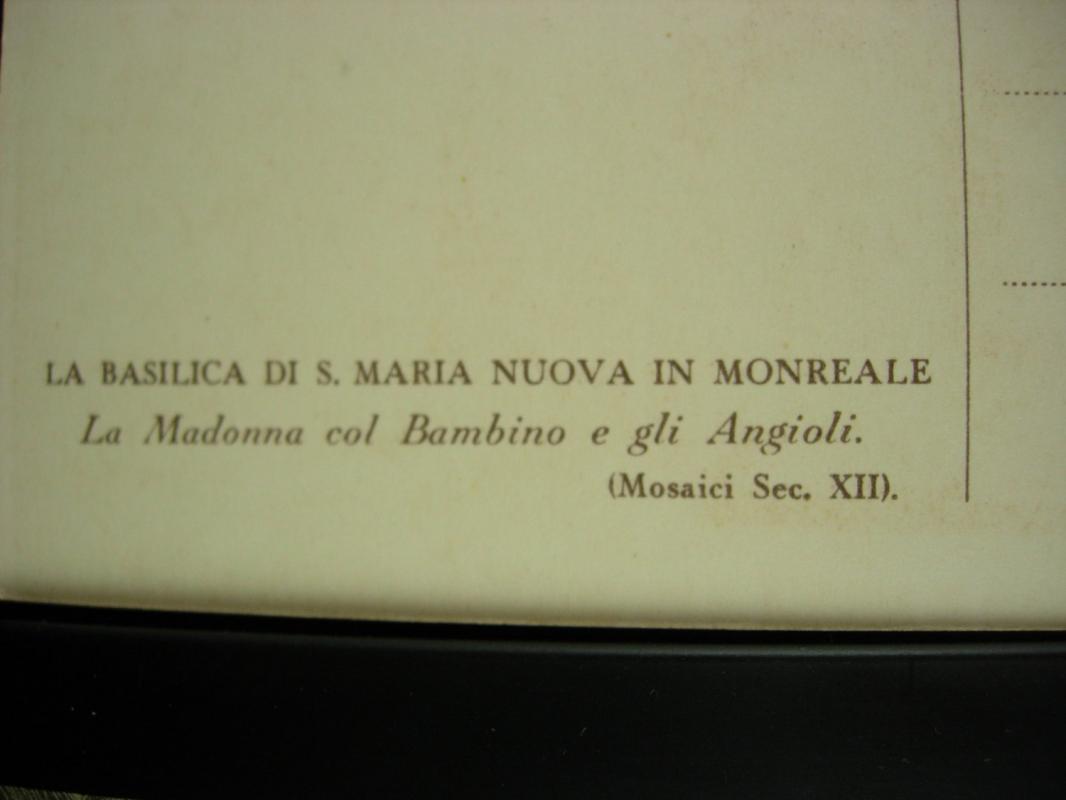 LA BASILICA DI S. MARIA NUOVA IN MONREALE
La Madonna col Bambino e gli Angioli.
(Mosaici Sec. XII).